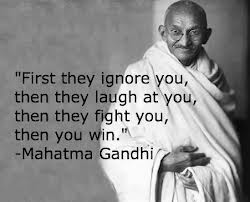 "First they ignore you,
then they laugh at you,
then they fight you,
then you win."
-Mahatma Gandhi